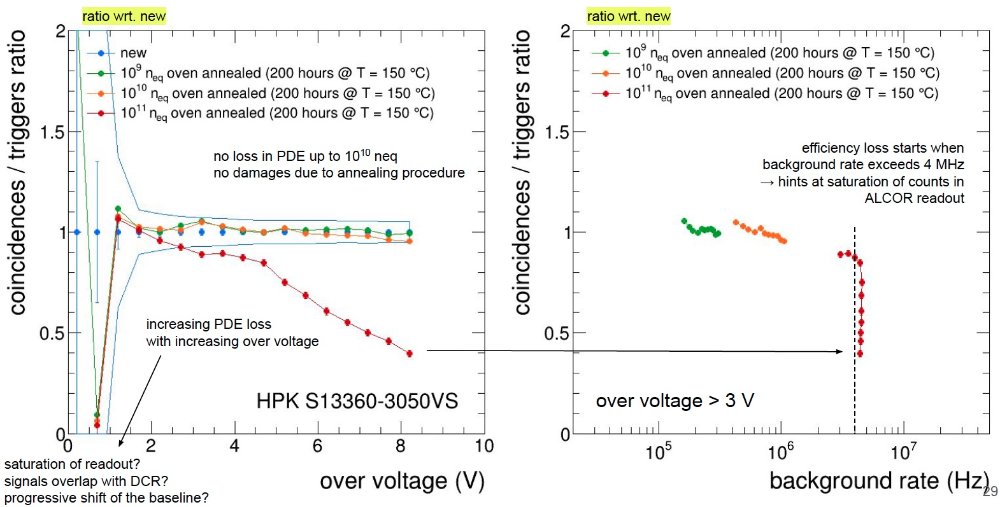 ratio wrt. new
coincidences / triggers ratio
2
1.5
1
0.5
0
new
10⁹ neq oven annealed (200 hours @ T = 150 °C)
10¹⁰ neq oven annealed (200 hours @ T = 150 °C)
10¹¹ neq oven annealed (200 hours @ T = 150 °C)
no loss in PDE up to 10¹⁰ neq
no damages due to annealing procedure
increasing PDE loss
with increasing over voltage
HPK S13360-3050VS
0 2 4 6 8 10
over voltage (V)
saturation of readout?
signals overlap with DCR?
progressive shift of the baseline?
ratio wrt. new
coincidences / triggers ratio
2
1.5
1
0.5
0
10⁹ neq oven annealed (200 hours @ T = 150 °C)
10¹⁰ neq oven annealed (200 hours @ T = 150 °C)
10¹¹ neq oven annealed (200 hours @ T = 150 °C)
efficiency loss starts when
background rate exceeds 4 MHz
→ hints at saturation of counts in
ALCOR readout
over voltage > 3 V
10⁵ 10⁶ 10⁷
background rate (Hz)
29